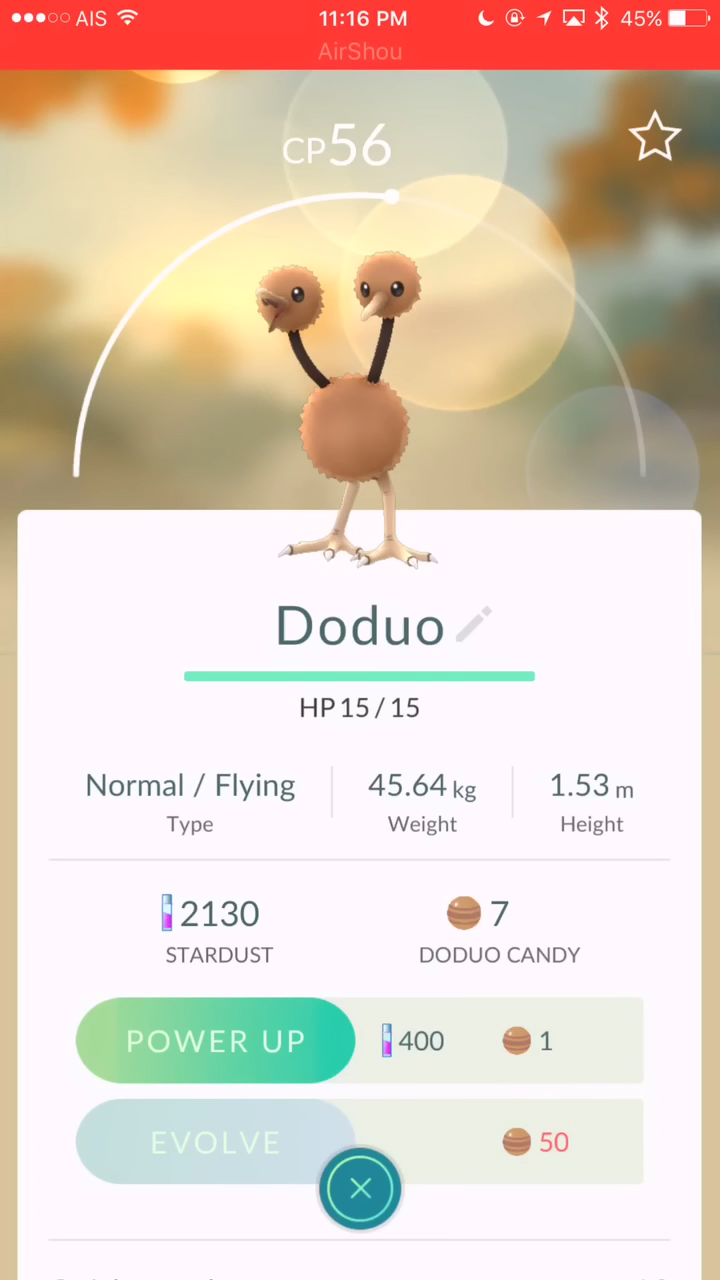 AIS 11:16 PM 45%
AirShou
CP56
Doduo
HP 15 / 15
Normal / Flying 45.64 kg 1.53 m
Type Weight Height
2130 7
STARDUST DODUO CANDY
POWER UP 400 1
EVOLVE 50